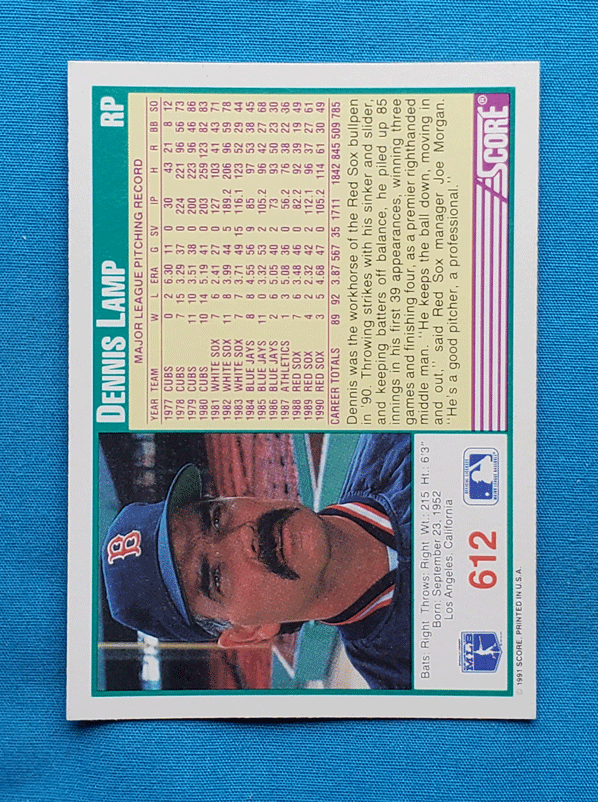 DENNIS LAMP RP
MAJOR LEAGUE PITCHING RECORD
YEAR TEAM W L ERA G SV IP H R BB SO
1977 CUBS 0 2 6.30 11 0 30 43 21 8 12
1978 CUBS 7 15 3.29 37 0 224 221 96 56 73
1979 CUBS 11 10 3.51 38 0 200 223 96 46 86
1980 CUBS 10 14 5.19 41 0 203 259 123 82 83
1981 WHITE SOX 7 6 2.41 27 0 127 103 41 43 71
1982 WHITE SOX 11 8 3.99 44 5 189.2 206 96 59 78
1983 WHITE SOX 7 7 3.71 49 15 116.1 123 52 29 44
1984 BLUE JAYS 8 8 4.55 56 9 85 97 53 38 45
1985 BLUE JAYS 11 0 3.32 53 2 105.2 96 42 27 68
1986 BLUE JAYS 2 6 5.05 40 2 73 93 50 23 30
1987 ATHLETICS 1 3 5.08 36 0 56.2 76 38 22 36
1988 RED SOX 7 6 3.48 46 0 82.2 92 39 19 49
1989 RED SOX 4 2 2.32 42 2 112.1 96 37 27 61
1990 RED SOX 3 5 4.68 47 0 105.2 114 61 30 49
CAREER TOTALS 89 92 3.87 567 35 1711 1842 845 509 785
Dennis was the workhorse of the Red Sox bullpen
in '90. Throwing strikes with his sinker and slider,
and keeping batters off balance, he piled up 85
innings in his first 39 appearances, winning three
games and finishing four, as a premier righthanded
middle man. "He keeps the ball down, moving in
and out," said Red Sox manager Joe Morgan.
"He's a good pitcher, a professional."
SCORE®
B
Bats: Right Throws: Right Wt.: 215 Ht.: 6'3"
Born: September 23, 1952
Los Angeles, California
MLB
612
© 1991 SCORE, PRINTED IN U.S.A.